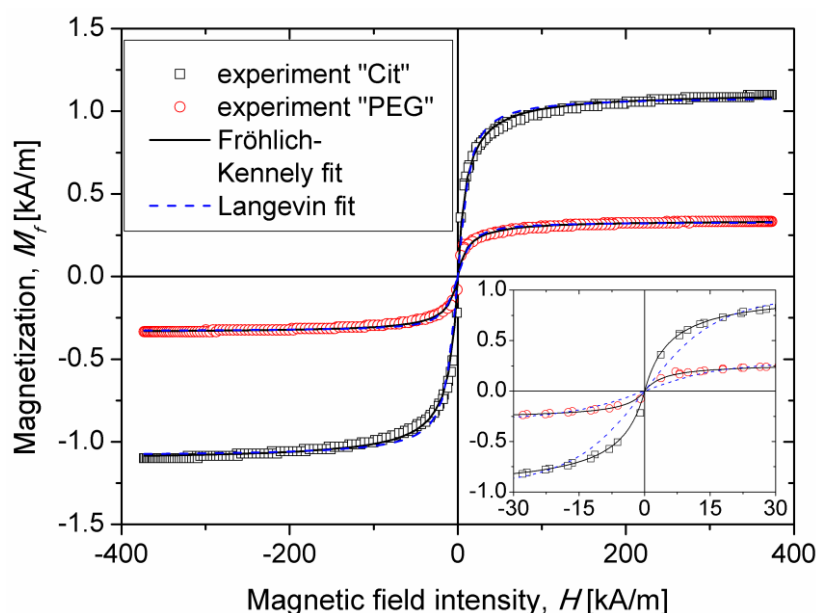 1.5
1.0
0.5
0.0
-0.5
-1.0
-1.5
Magnetization, M_f [kA/m]
experiment "Cit"
experiment "PEG"
Fröhlich-
Kennely fit
Langevin fit
1.0
0.5
0.0
-0.5
-1.0
-30 -15 0 15 30
-400 -200 0 200 400
Magnetic field intensity, H [kA/m]